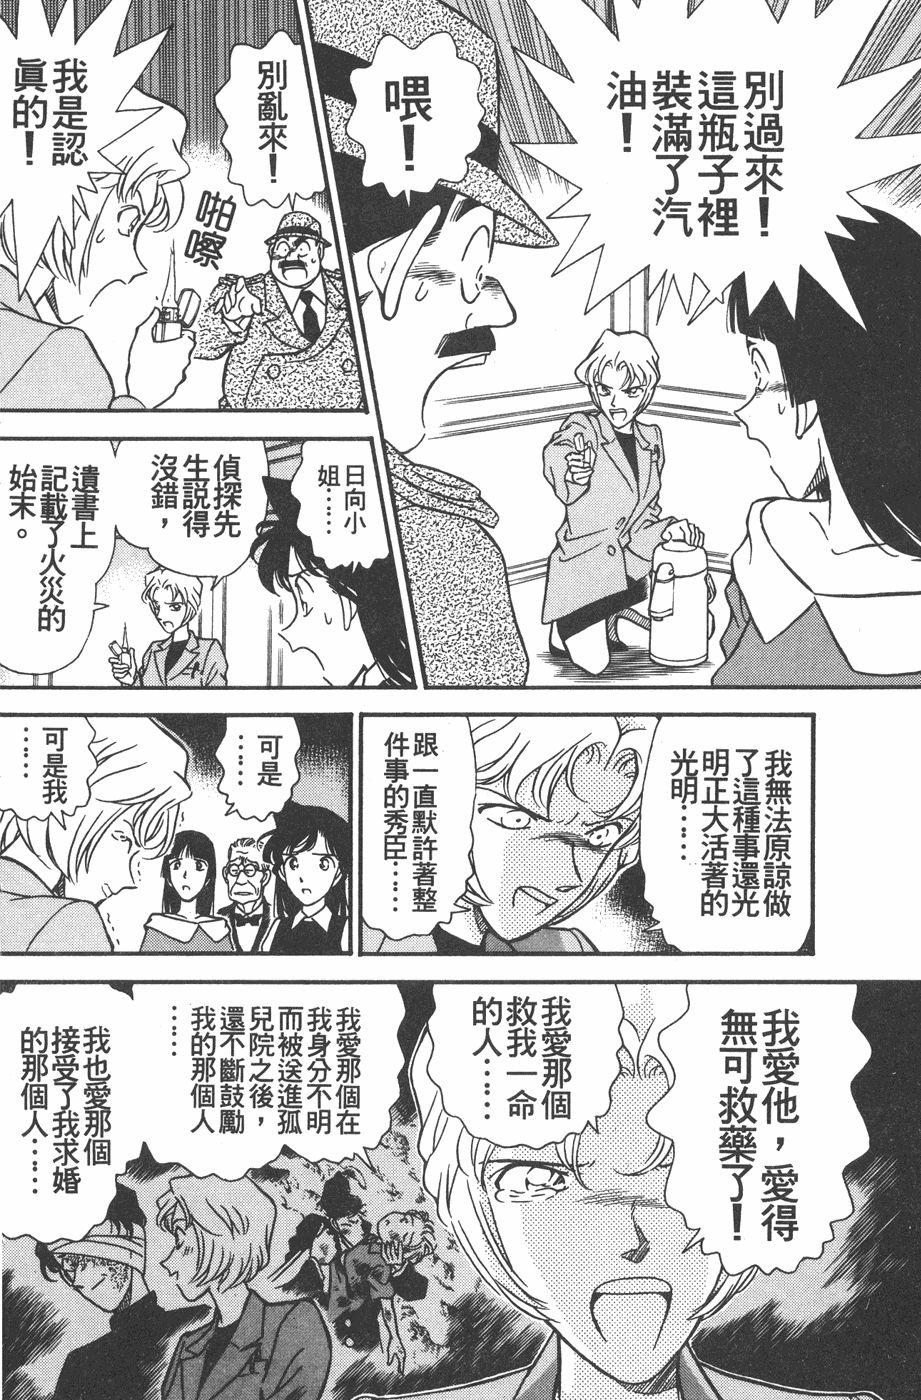 別過來！
這瓶子裡
裝滿了汽
油！
喂！
別亂來！
啪嚓
我是認
真的！
日向小
姐……
偵探先
生説得
沒錯，
遺書上
記載了
火災的
始末。
我無法原諒做
了這種事還光
明正大活著的
光明……
跟一直默許著整
件事的秀臣……
可是
……
可是我
……
我愛他，愛得
無可救藥了！
我愛那個
救我一命
的人……
我愛那個在
我身分不明
而被送進孤
兒院之後，
還不斷鼓勵
我的那個人
……
我也愛那個
接受了我求婚
的那個人……